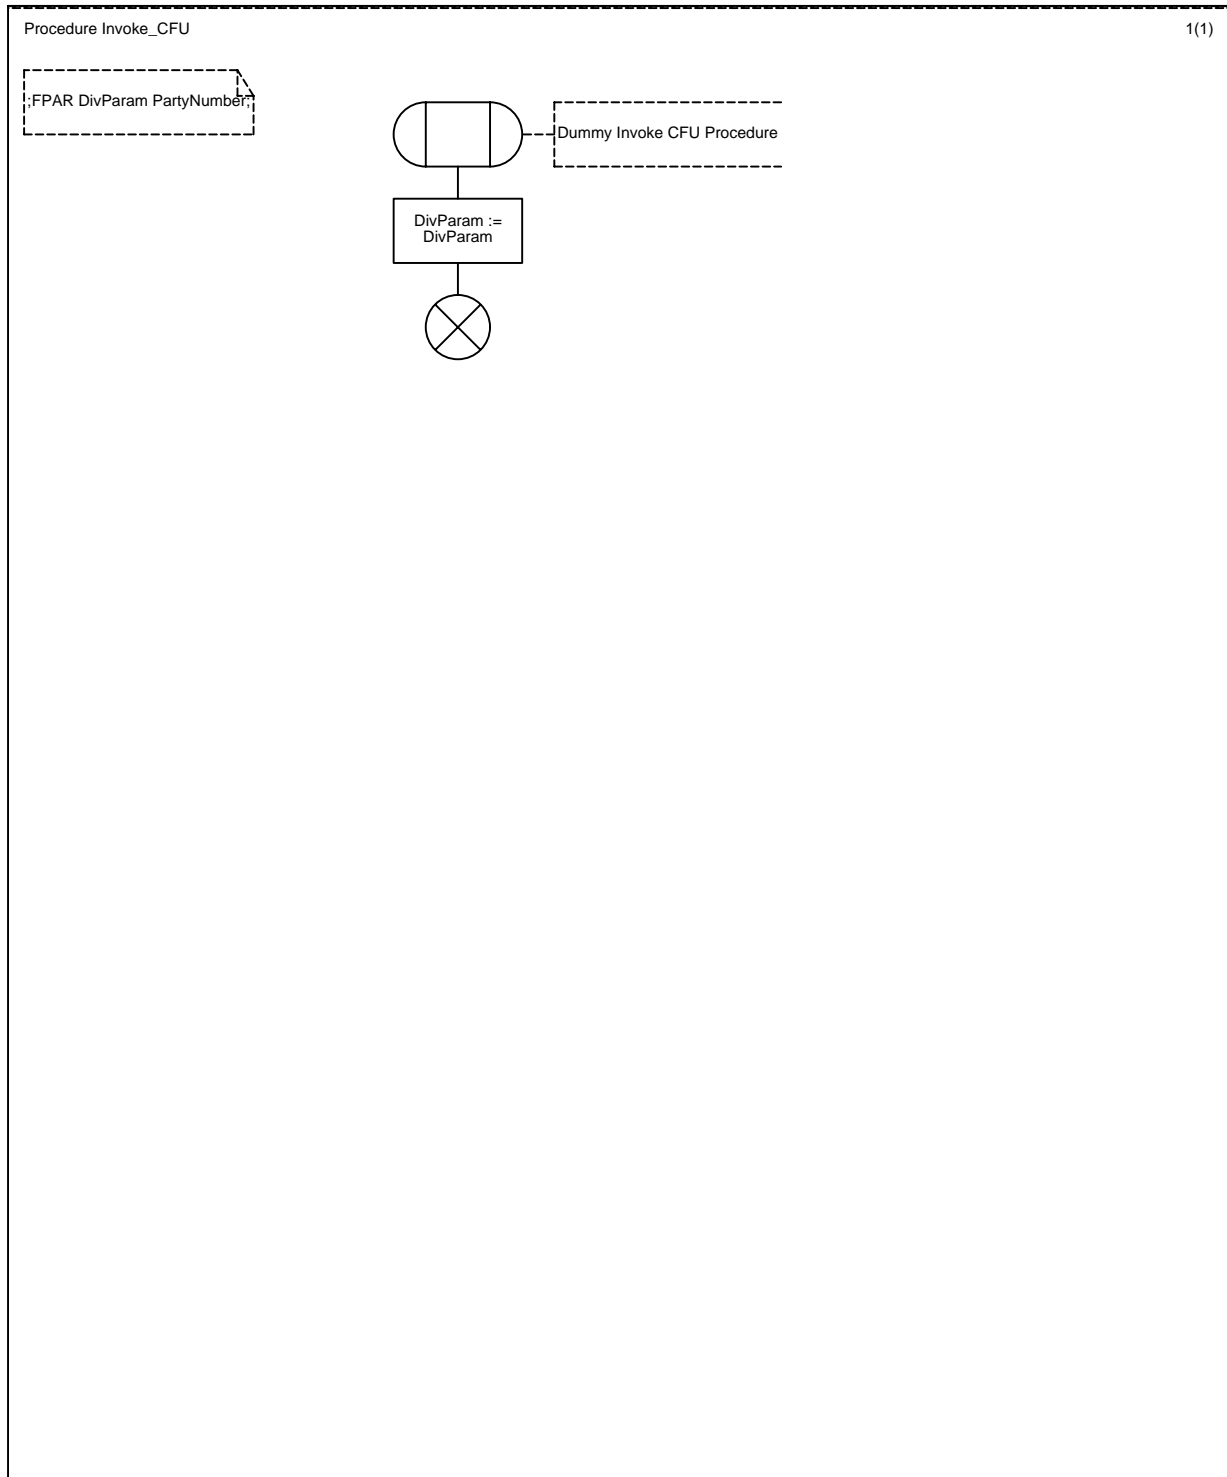 Procedure Invoke_CFU
1(1)
;FPAR DivParam PartyNumber;
Dummy Invoke CFU Procedure
DivParam :=
DivParam